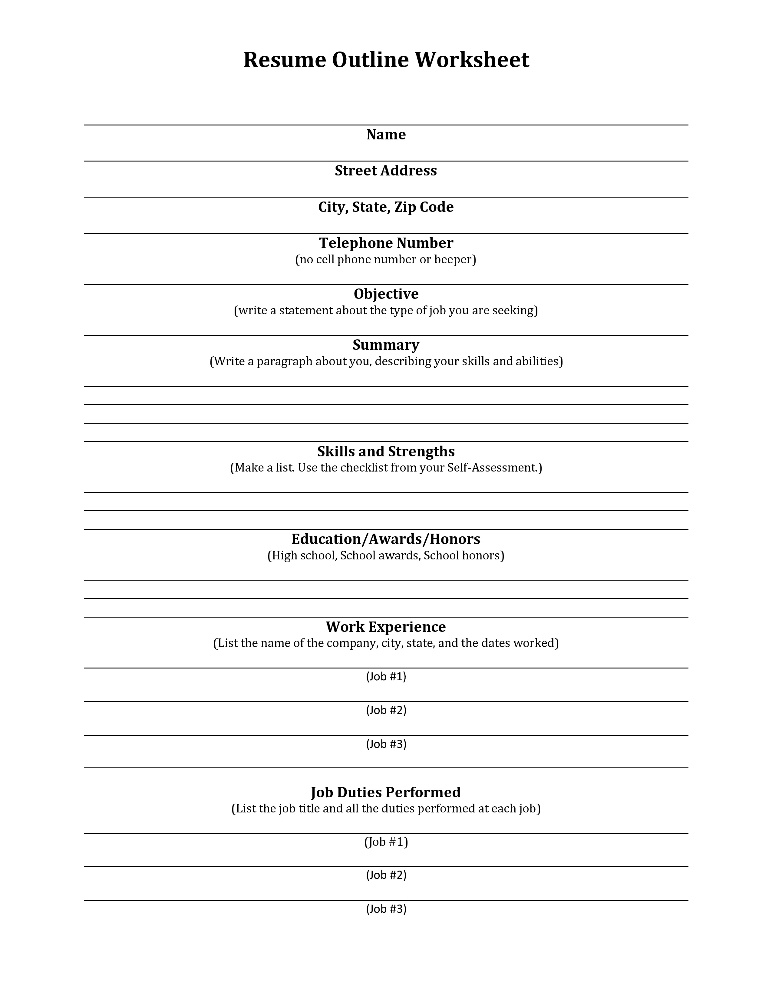 Resume Outline Worksheet
Name
Street Address
City, State, Zip Code
Telephone Number
(no cell phone number or beeper)
Objective
(write a statement about the type of job you are seeking)
Summary
(Write a paragraph about you, describing your skills and abilities)
Skills and Strengths
(Make a list. Use the checklist from your Self-Assessment.)
Education/Awards/Honors
(High school, School awards, School honors)
Work Experience
(List the name of the company, city, state, and the dates worked)
(Job #1)
(Job #2)
(Job #3)
Job Duties Performed
(List the job title and all the duties performed at each job)
(Job #1)
(Job #2)
(Job #3)